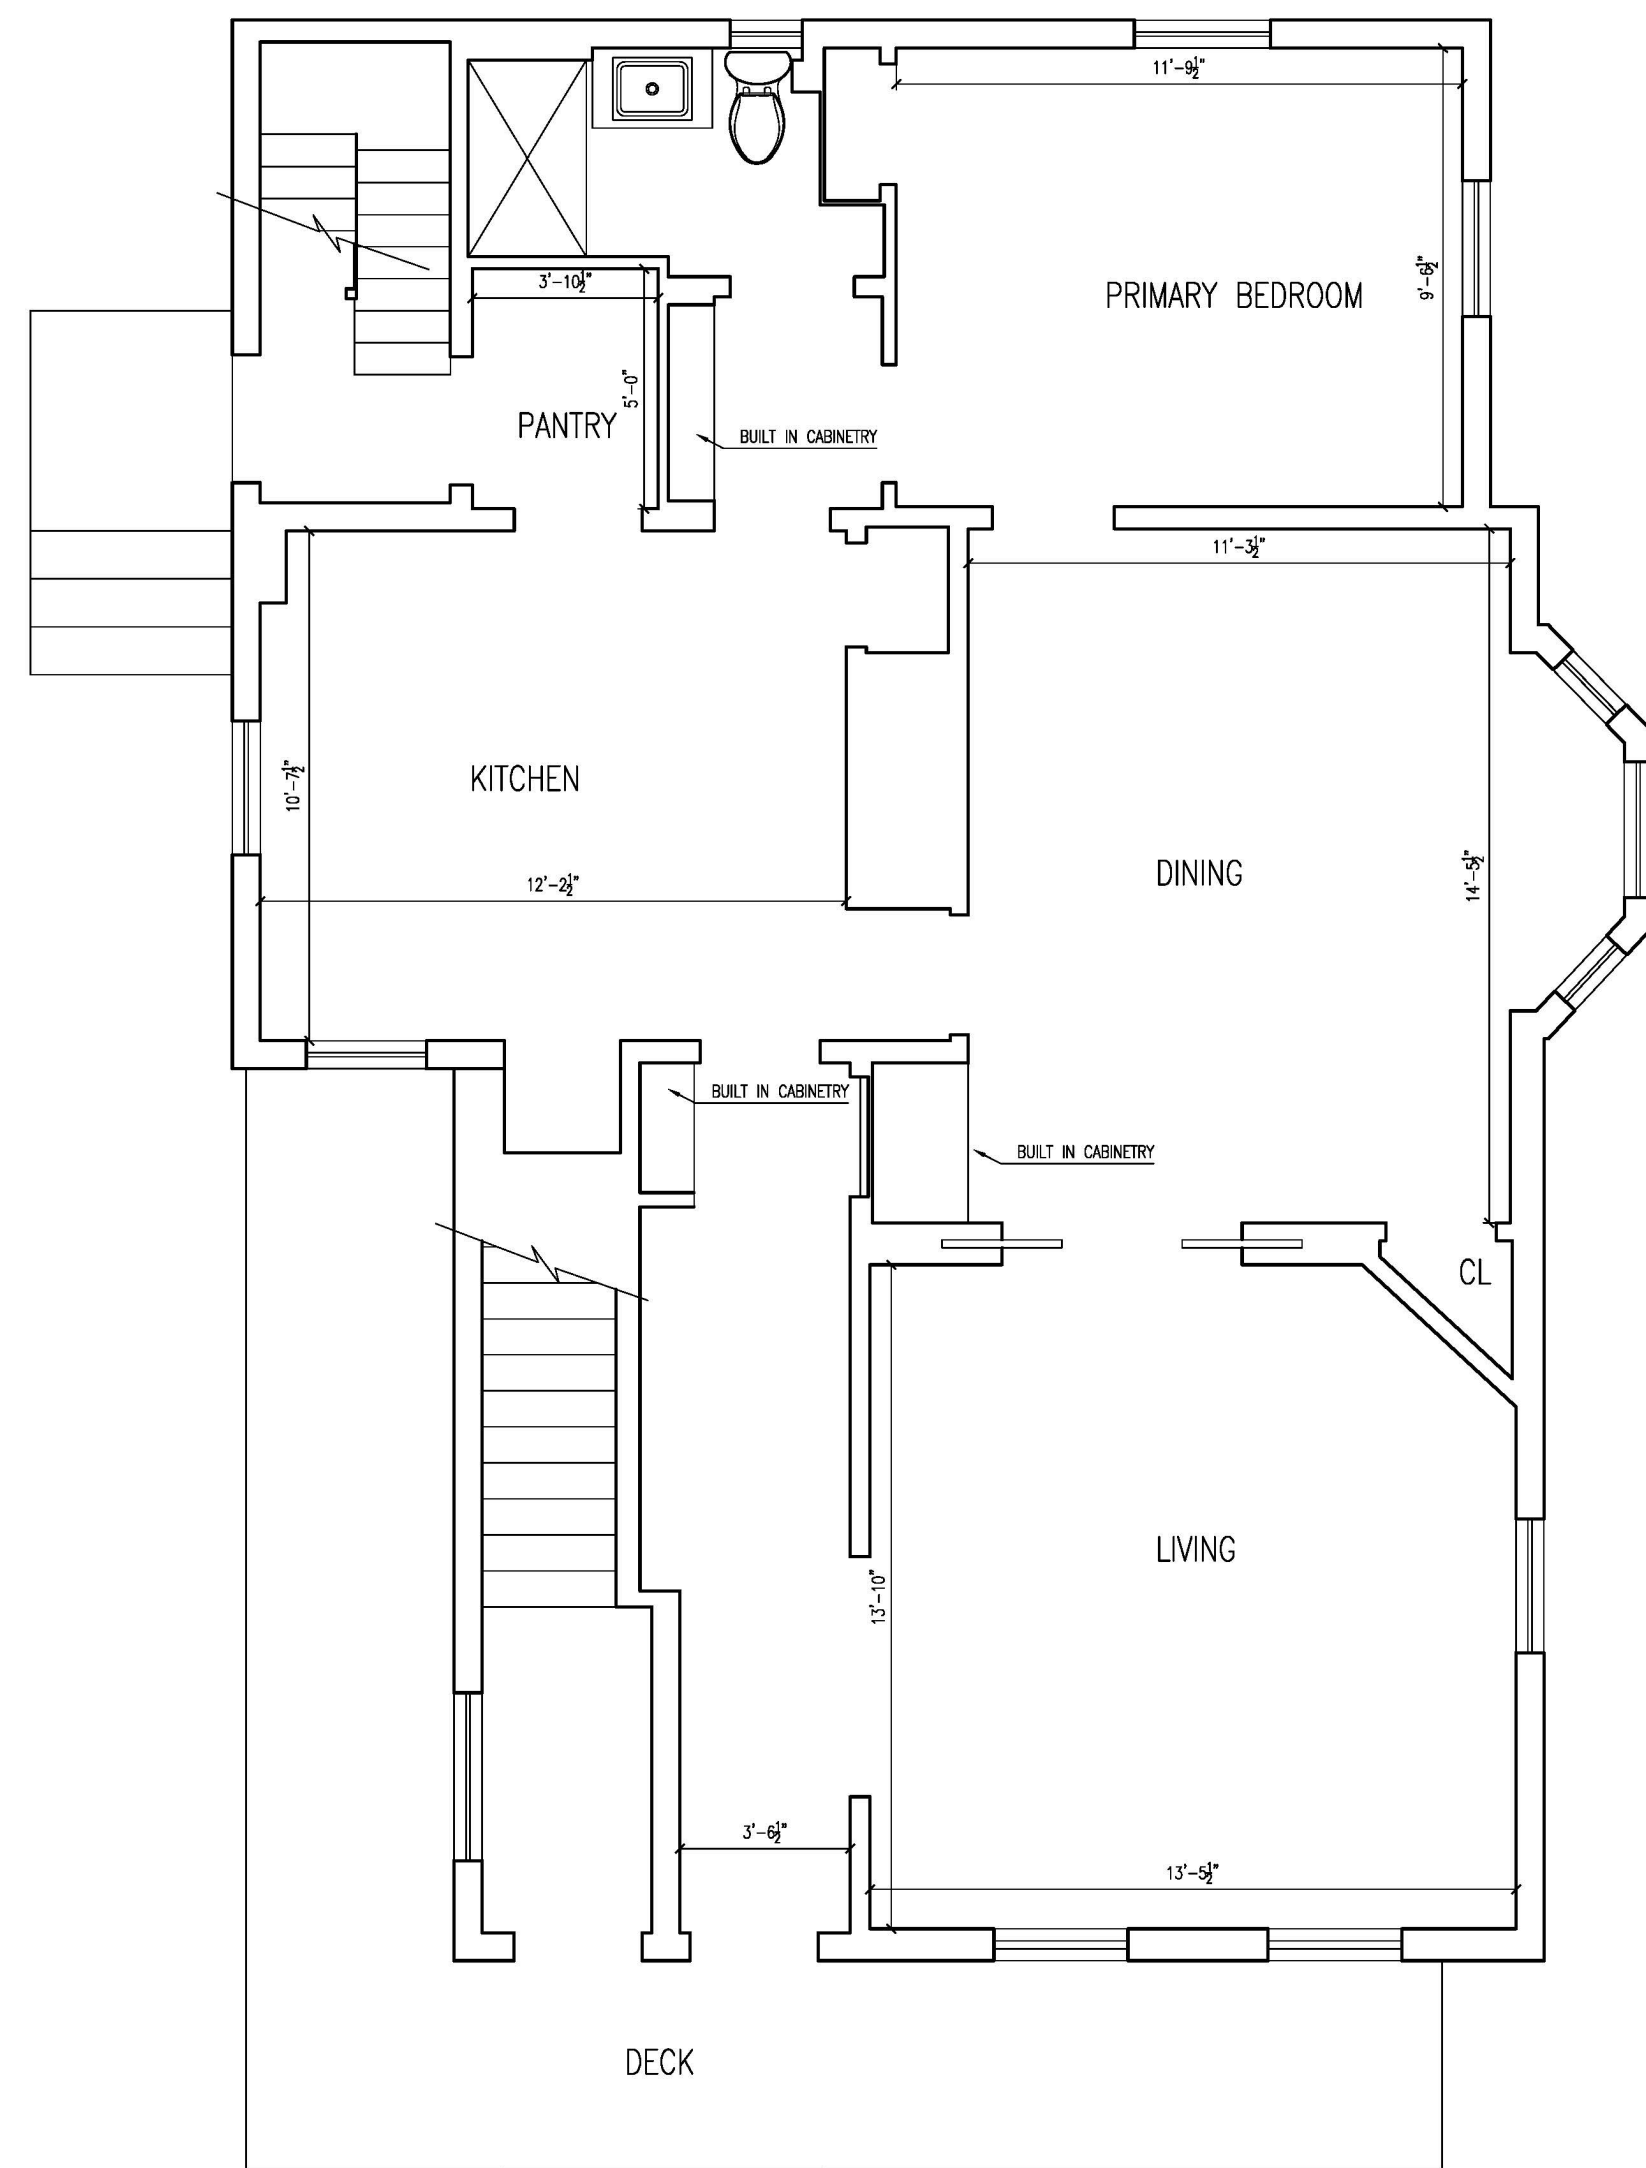 11'-9½"
3'-10½"
PRIMARY BEDROOM
9'-6½"
5'-0"
PANTRY
BUILT IN CABINETRY
11'-3½"
10'-7½"
KITCHEN
12'-2½"
DINING
14'-5½"
BUILT IN CABINETRY
BUILT IN CABINETRY
CL
LIVING
13'-10"
3'-6½"
13'-5½"
DECK